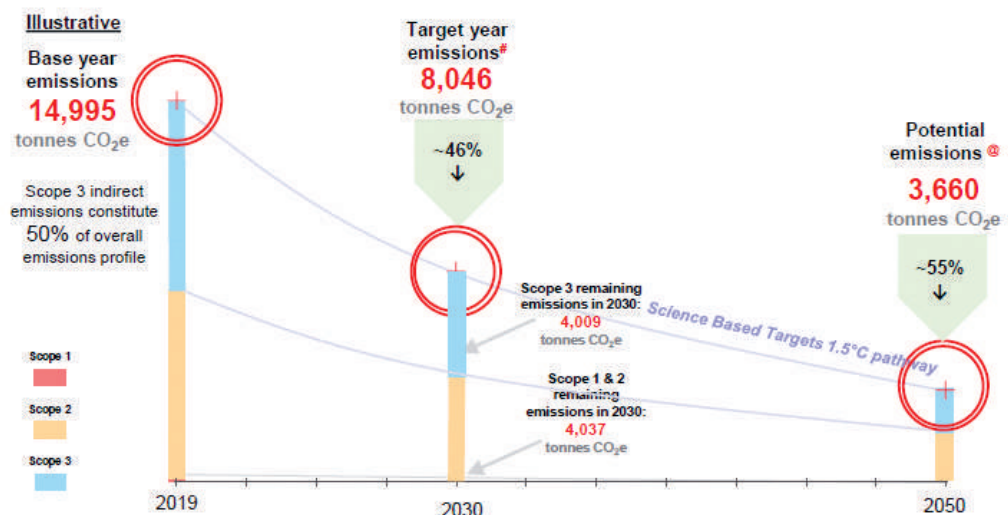 Illustrative
Base year
emissions
14,995
tonnes CO₂e
Scope 3 indirect
emissions constitute
50% of overall
emissions profile
Target year
emissions#
8,046
tonnes CO₂e
~46%
↓
Potential
emissions @
3,660
tonnes CO₂e
~55%
↓
Scope 3 remaining
emissions in 2030:
4,009
tonnes CO₂e
Science Based Targets 1.5°C pathway
Scope 1 & 2
remaining
emissions in 2030:
4,037
tonnes CO₂e
Scope 1
Scope 2
Scope 3
2019
2030
2050